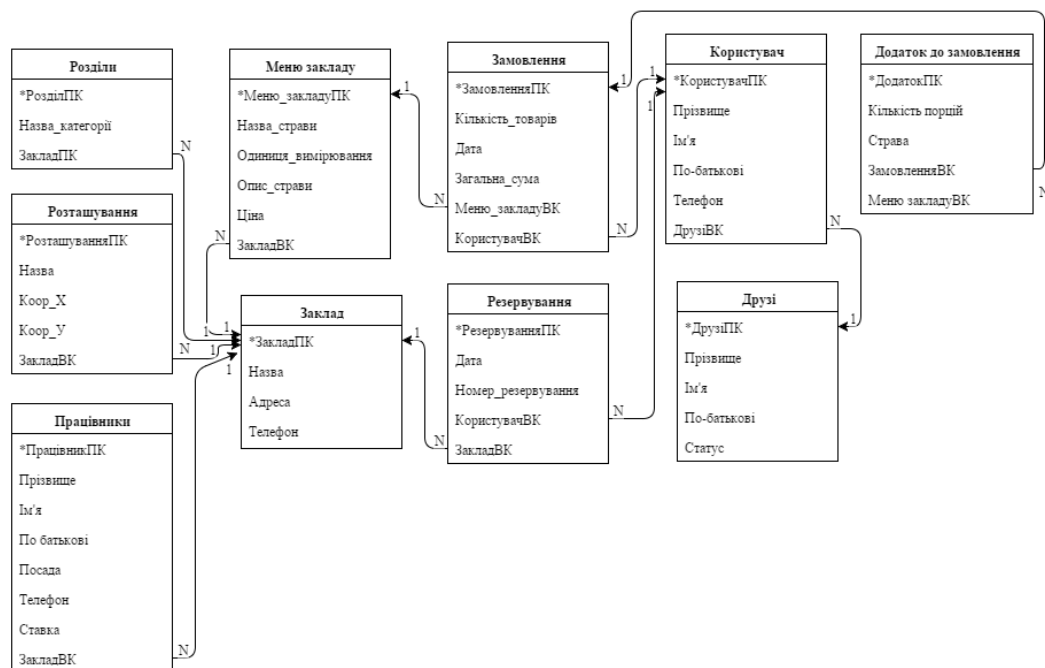 Розділи
*РозділПК
Назва_категорії
ЗакладПК
N
Розташування
*РозташуванняПК
Назва
Коор_Х
Коор_У
ЗакладВК
N
Працівники
*ПрацівникПК
Прізвище
Ім'я
По батькові
Посада
Телефон
Ставка
ЗакладВК
N
Меню закладу
*Меню_закладуПК
Назва_страви
Одиниця_вимірювання
Опис_страви
Ціна
ЗакладВК
N
1
1
1
1
1
Заклад
*ЗакладПК
Назва
Адреса
Телефон
1
Замовлення
*ЗамовленняПК
Кількість_товарів
Дата
Загальна_сума
Меню_закладуВК
КористувачВК
N
N
1
Резервування
*РезервуванняПК
Дата
Номер_резервування
КористувачВК
ЗакладВК
N
N
1
1
Користувач
*КористувачПК
Прізвище
Ім'я
По-батькові
Телефон
ДрузіВК
N
1
Друзі
*ДрузіПК
Прізвище
Ім'я
По-батькові
Статус
Додаток до замовлення
*ДодатокПК
Кількість порцій
Страва
ЗамовленняВК
Меню закладуВК
N